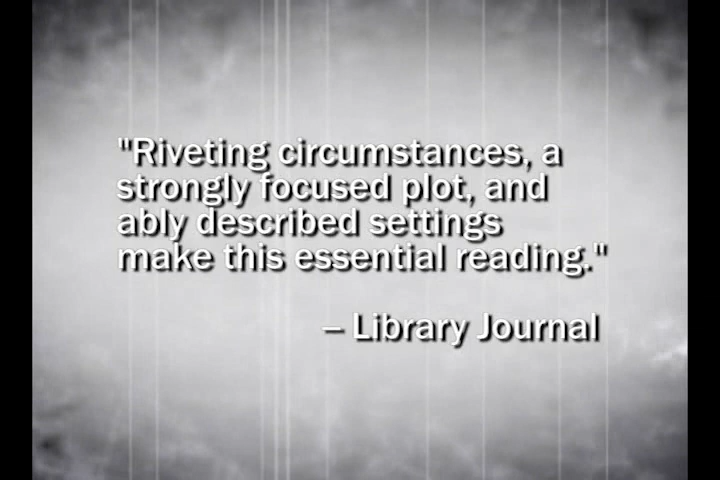 "Riveting circumstances, a
strongly focused plot, and
ably described settings
make this essential reading."
– Library Journal